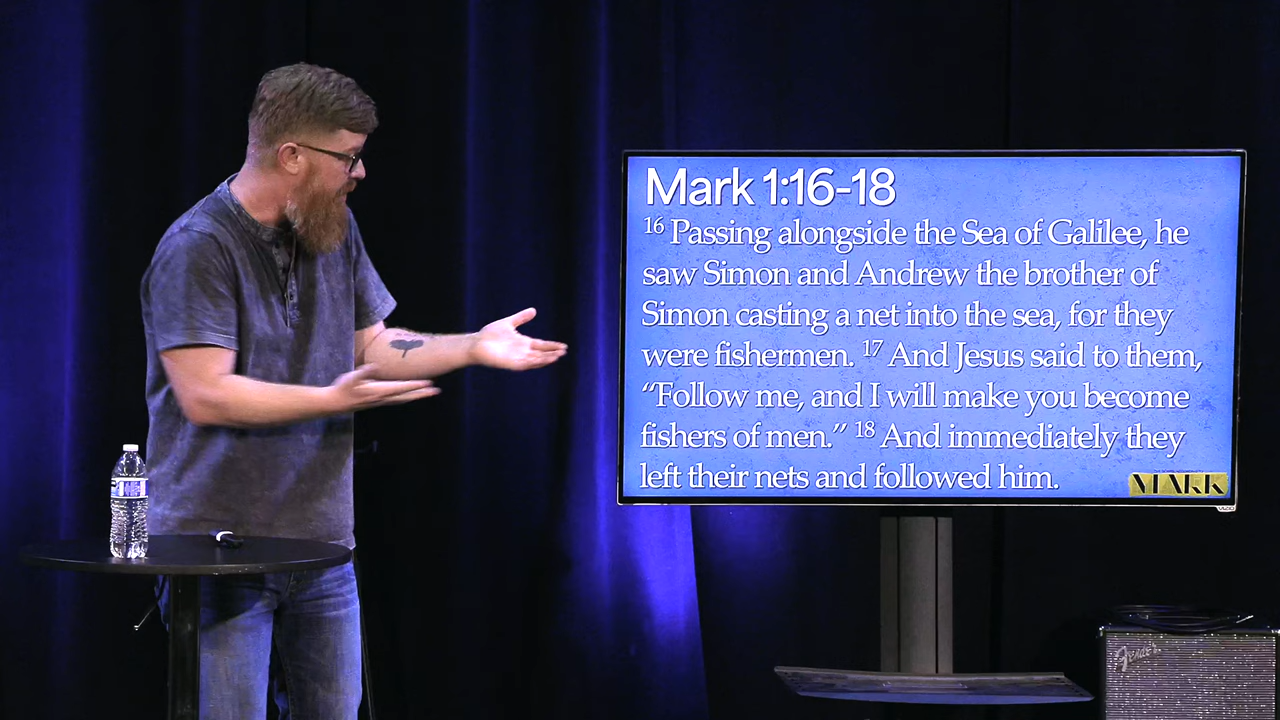 Mark 1:16-18
16 Passing alongside the Sea of Galilee, he
saw Simon and Andrew the brother of
Simon casting a net into the sea, for they
were fishermen. 17 And Jesus said to them,
“Follow me, and I will make you become
fishers of men.” 18 And immediately they
left their nets and followed him.
MARK
Fender